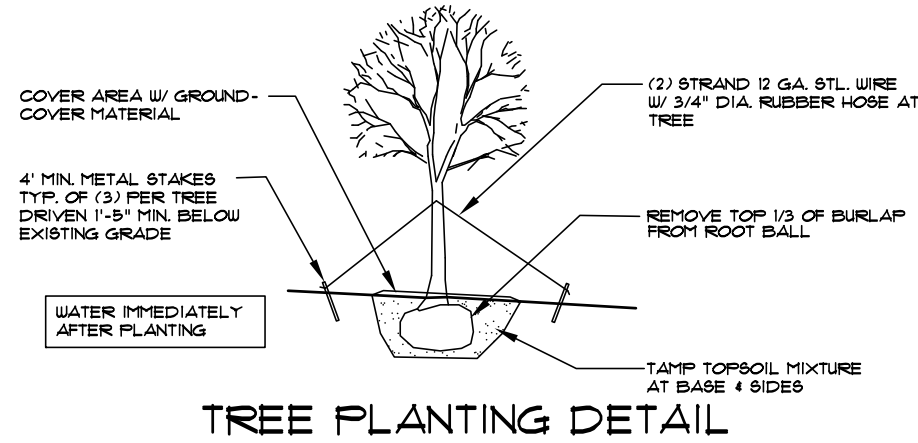 COVER AREA W/ GROUND-
COVER MATERIAL
4' MIN. METAL STAKES
TYP. OF (3) PER TREE
DRIVEN 1'-5" MIN. BELOW
EXISTING GRADE
WATER IMMEDIATELY
AFTER PLANTING
(2) STRAND 12 GA. STL. WIRE
W/ 3/4" DIA. RUBBER HOSE AT
TREE
REMOVE TOP 1/3 OF BURLAP
FROM ROOT BALL
TAMP TOPSOIL MIXTURE
AT BASE & SIDES
TREE PLANTING DETAIL